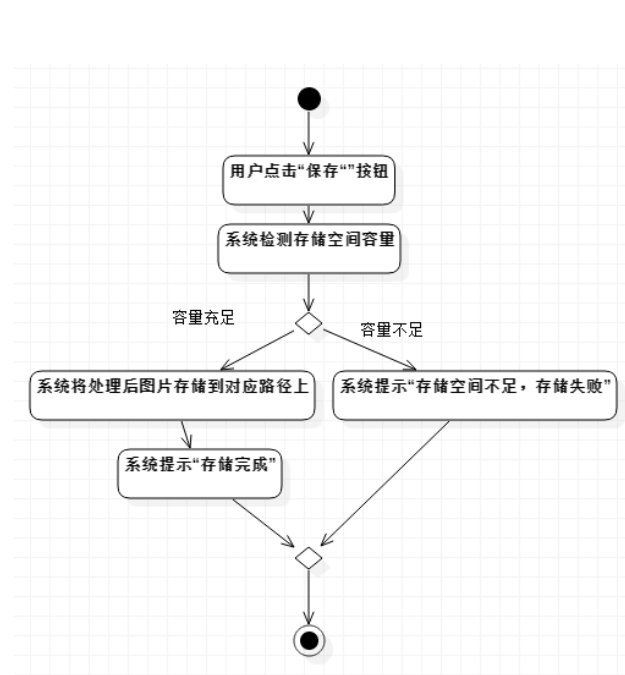 用户点击“保存“”按钮
系统检测存储空间容量
容量充足
容量不足
系统将处理后图片存储到对应路径上
系统提示“存储空间不足，存储失败”
系统提示“存储完成”